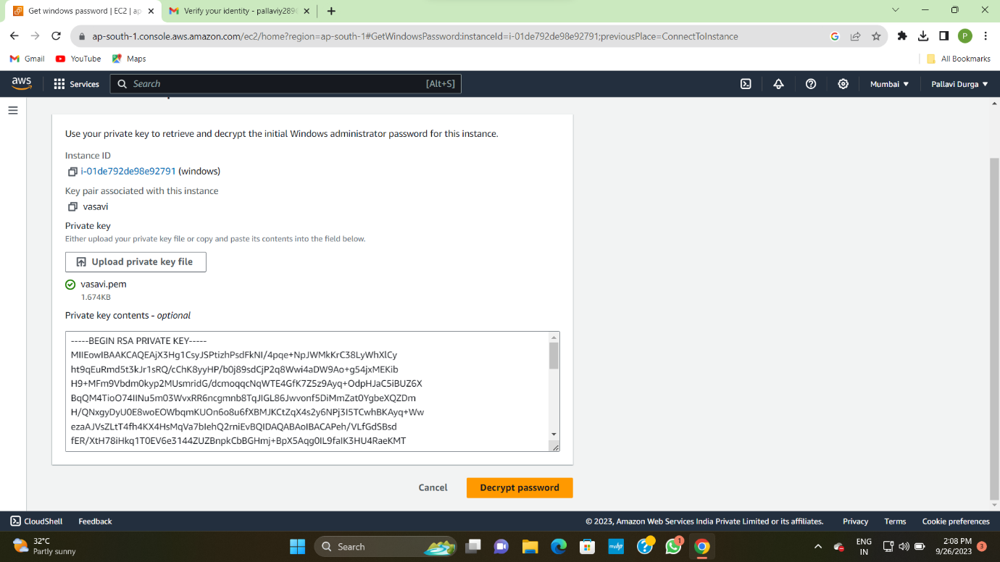 Get windows password | EC2 | ap
Verify your identity - pallaviy289
ap-south-1.console.aws.amazon.com/ec2/home?region=ap-south-1#GetWindowsPassword:instanceId=i-01de792de98e92791;previousPlace=ConnectToInstance
P
Gmail YouTube Maps All Bookmarks
aws Services Search [Alt+S] Mumbai Pallavi Durga
Use your private key to retrieve and decrypt the initial Windows administrator password for this instance.
Instance ID
i-01de792de98e92791 (windows)
Key pair associated with this instance
vasavi
Private key
Either upload your private key file or copy and paste its contents into the field below.
Upload private key file
vasavi.pem
1.674KB
Private key contents - optional
-----BEGIN RSA PRIVATE KEY-----
MIIEowIBAAKCAQEAjX3Hg1CsyJSPtizhPsdFkNI/4pqe+NpJWMkKrC38LyWhXlCy
ht9qEuRmd5t3kJr1sRQ/cChK8yyHP/b0j89sdCjP2q8Wwi4aDW9Ao+g54jxMEKib
H9+MFm9Vbdm0kyp2MUsmridG/dcmoqqcNqWTE4GfK7Z5z9Ayq+OdpHJaC5iBUZ6X
BqQM4TioO74IINu5m03WvxRR6ncgmnb8TqJIGL86Jwvonf5DiMmZat0YgbeXQZDm
H/QNxgyDyU0E8woEOWbqmKUOn6o8u6fXBMJKCtZqX4s2y6NPj3I5TCwhBKAyq+Ww
ezaAJVsZLtT4fh4KX4HsMqVa7bIehQ2rniEvBQIDAQABAoIBACAPeh/VLfGdSBsd
fER/XtH78iHkq1T0EV6e3144ZUZBnpkCbBGHmj+BpX5Aqg0IL9falK3HU4RaeKMT
Cancel Decrypt password
CloudShell Feedback © 2023, Amazon Web Services India Private Limited or its affiliates. Privacy Terms Cookie preferences
32°C
Partly sunny
Search
myhp
1
ENG
IN
2:08 PM
9/26/2023
3